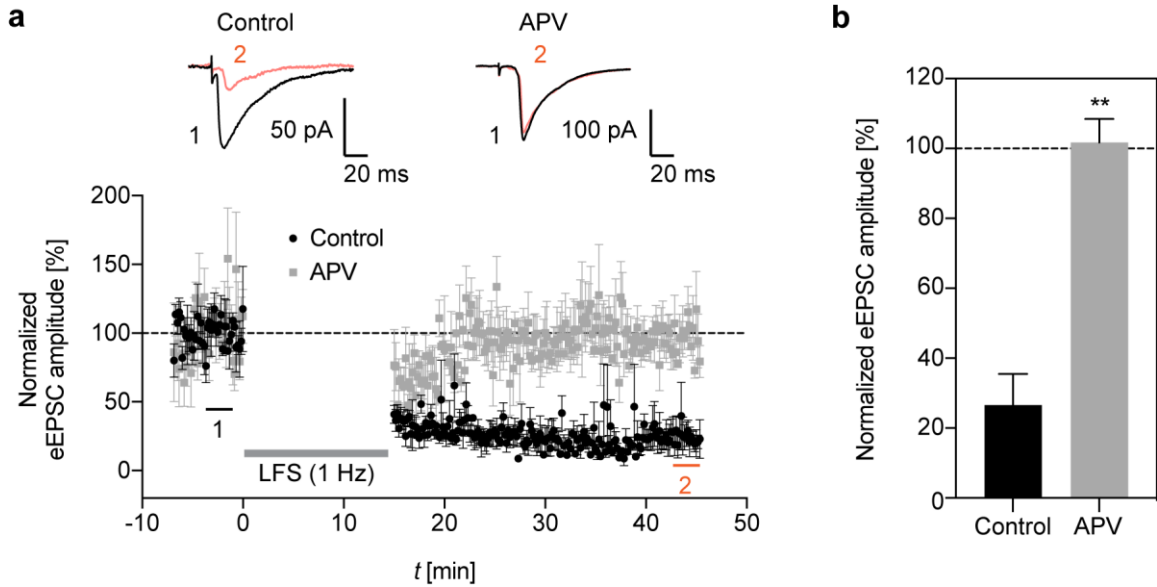 a
Control
APV
2
2
1
50 pA
20 ms
1
100 pA
20 ms
Normalized
eEPSC amplitude [%]
200
150
100
50
0
Control
APV
1
LFS (1 Hz)
2
-10
0
10
20
30
40
50
t [min]
b
Normalized eEPSC amplitude [%]
120
100
80
60
40
20
0
**
Control
APV